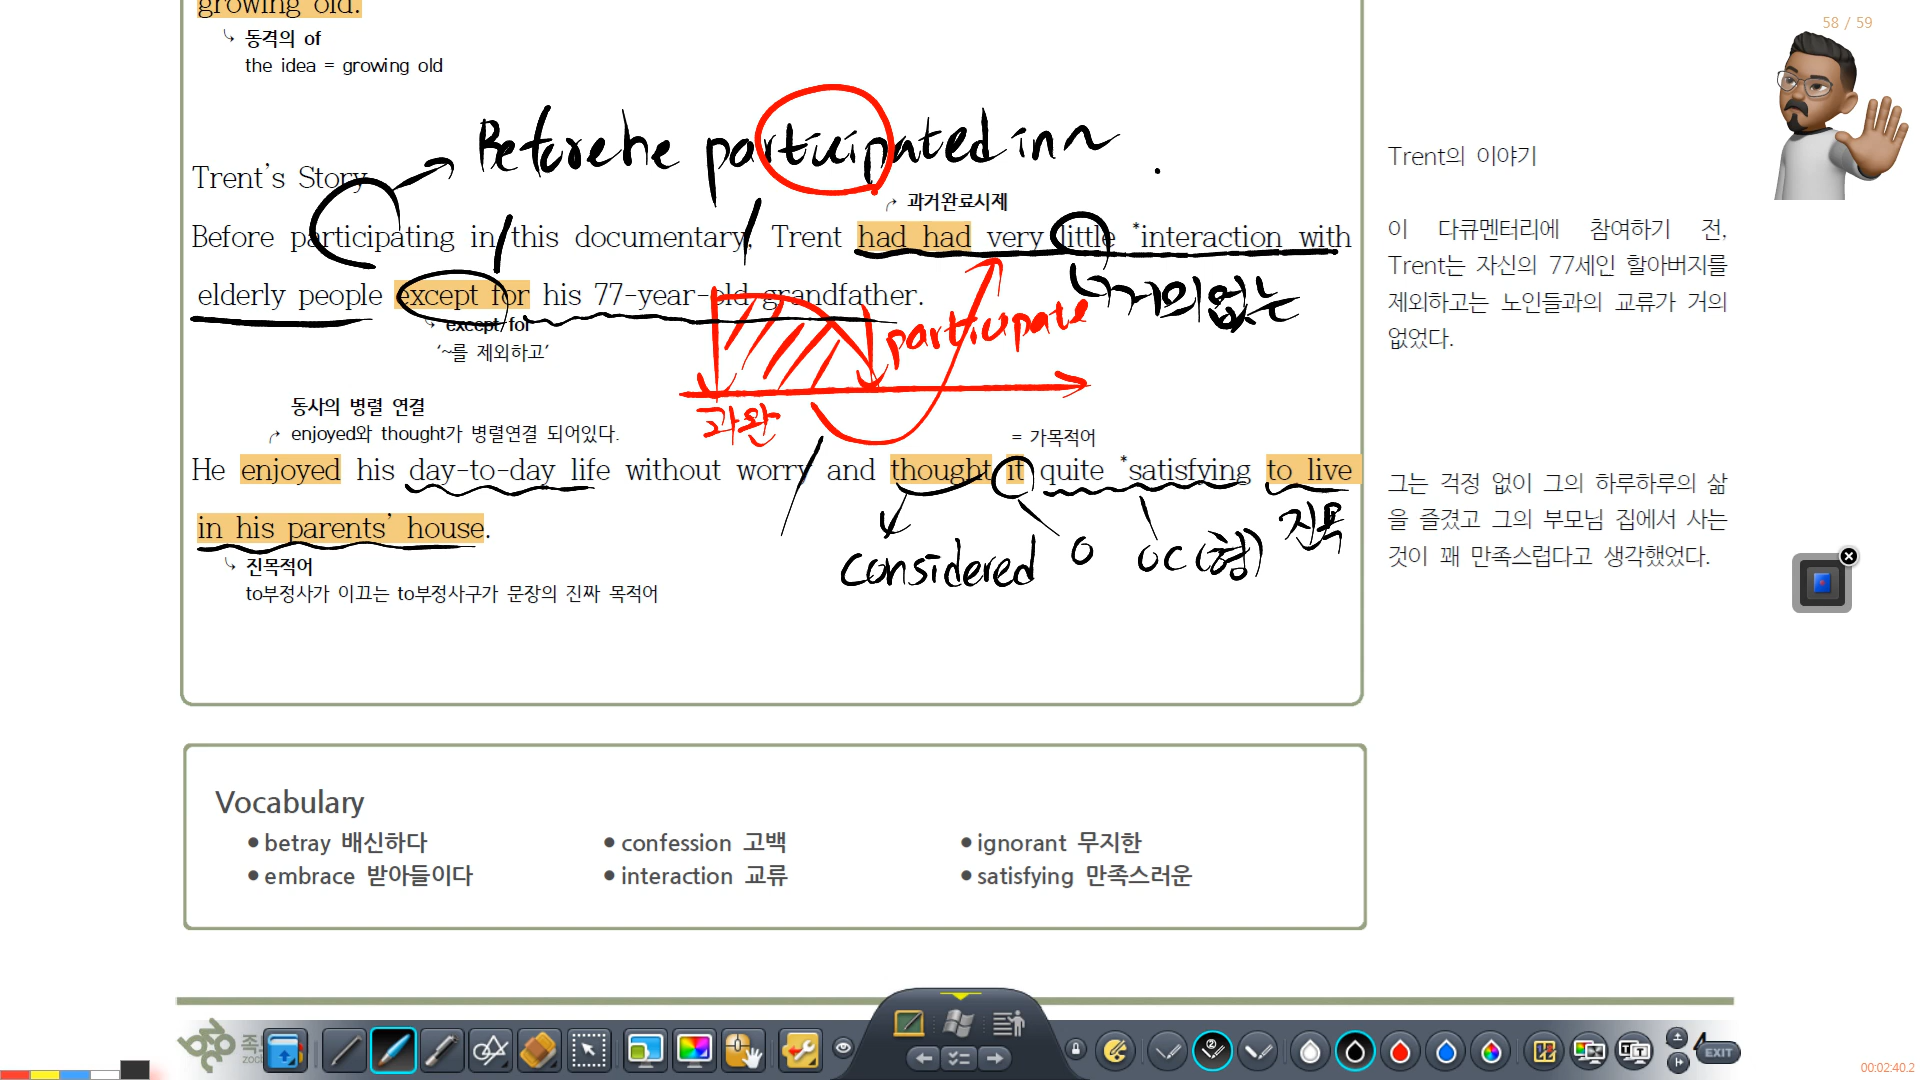 growing old.
동격의 of
the idea = growing old
58 / 59
Before he participated in ~
Trent's Story
과거완료시제
Before participating in this documentary, Trent had had very little *interaction with
elderly people except for his 77-year-old grandfather.
거의 없는
except for
'~를 제외하고'
participate
과완
동사의 병렬 연결
enjoyed와 thought가 병렬연결 되어있다.
= 가목적어
He enjoyed his day-to-day life without worry and thought it quite *satisfying to live
in his parents' house.
considered O OC(형) 진목
진목적어
to부정사가 이끄는 to부정사구가 문장의 진짜 목적어
Trent의 이야기
이 다큐멘터리에 참여하기 전,
Trent는 자신의 77세인 할아버지를
제외하고는 노인들과의 교류가 거의
없었다.
그는 걱정 없이 그의 하루하루의 삶
을 즐겼고 그의 부모님 집에서 사는
것이 꽤 만족스럽다고 생각했었다.
Vocabulary
● betray 배신하다
● confession 고백
● ignorant 무지한
● embrace 받아들이다
● interaction 교류
● satisfying 만족스러운
EXIT
00:02:40.2